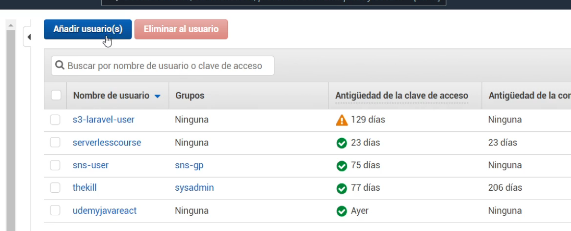 Añadir usuario(s) Eliminar al usuario
Buscar por nombre de usuario o clave de acceso
Nombre de usuario Grupos Antigüedad de la clave de acceso Antigüedad de la con
s3-laravel-user Ninguna 129 días Ninguna
serverlesscourse Ninguna 23 días 23 días
sns-user sns-gp 75 días Ninguna
thekill sysadmin 77 días 206 días
udemyjavareact Ninguna Ayer Ninguna